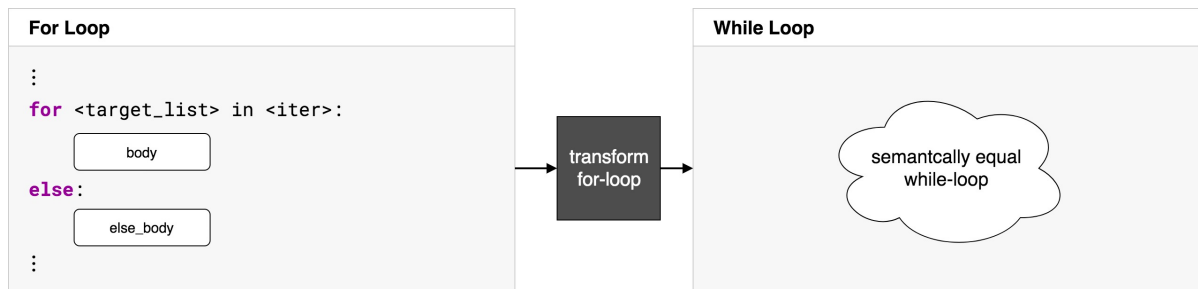 For Loop
⋮
for <target_list> in <iter>:
body
else:
else_body
⋮
transform
for-loop
While Loop
semantcally equal
while-loop